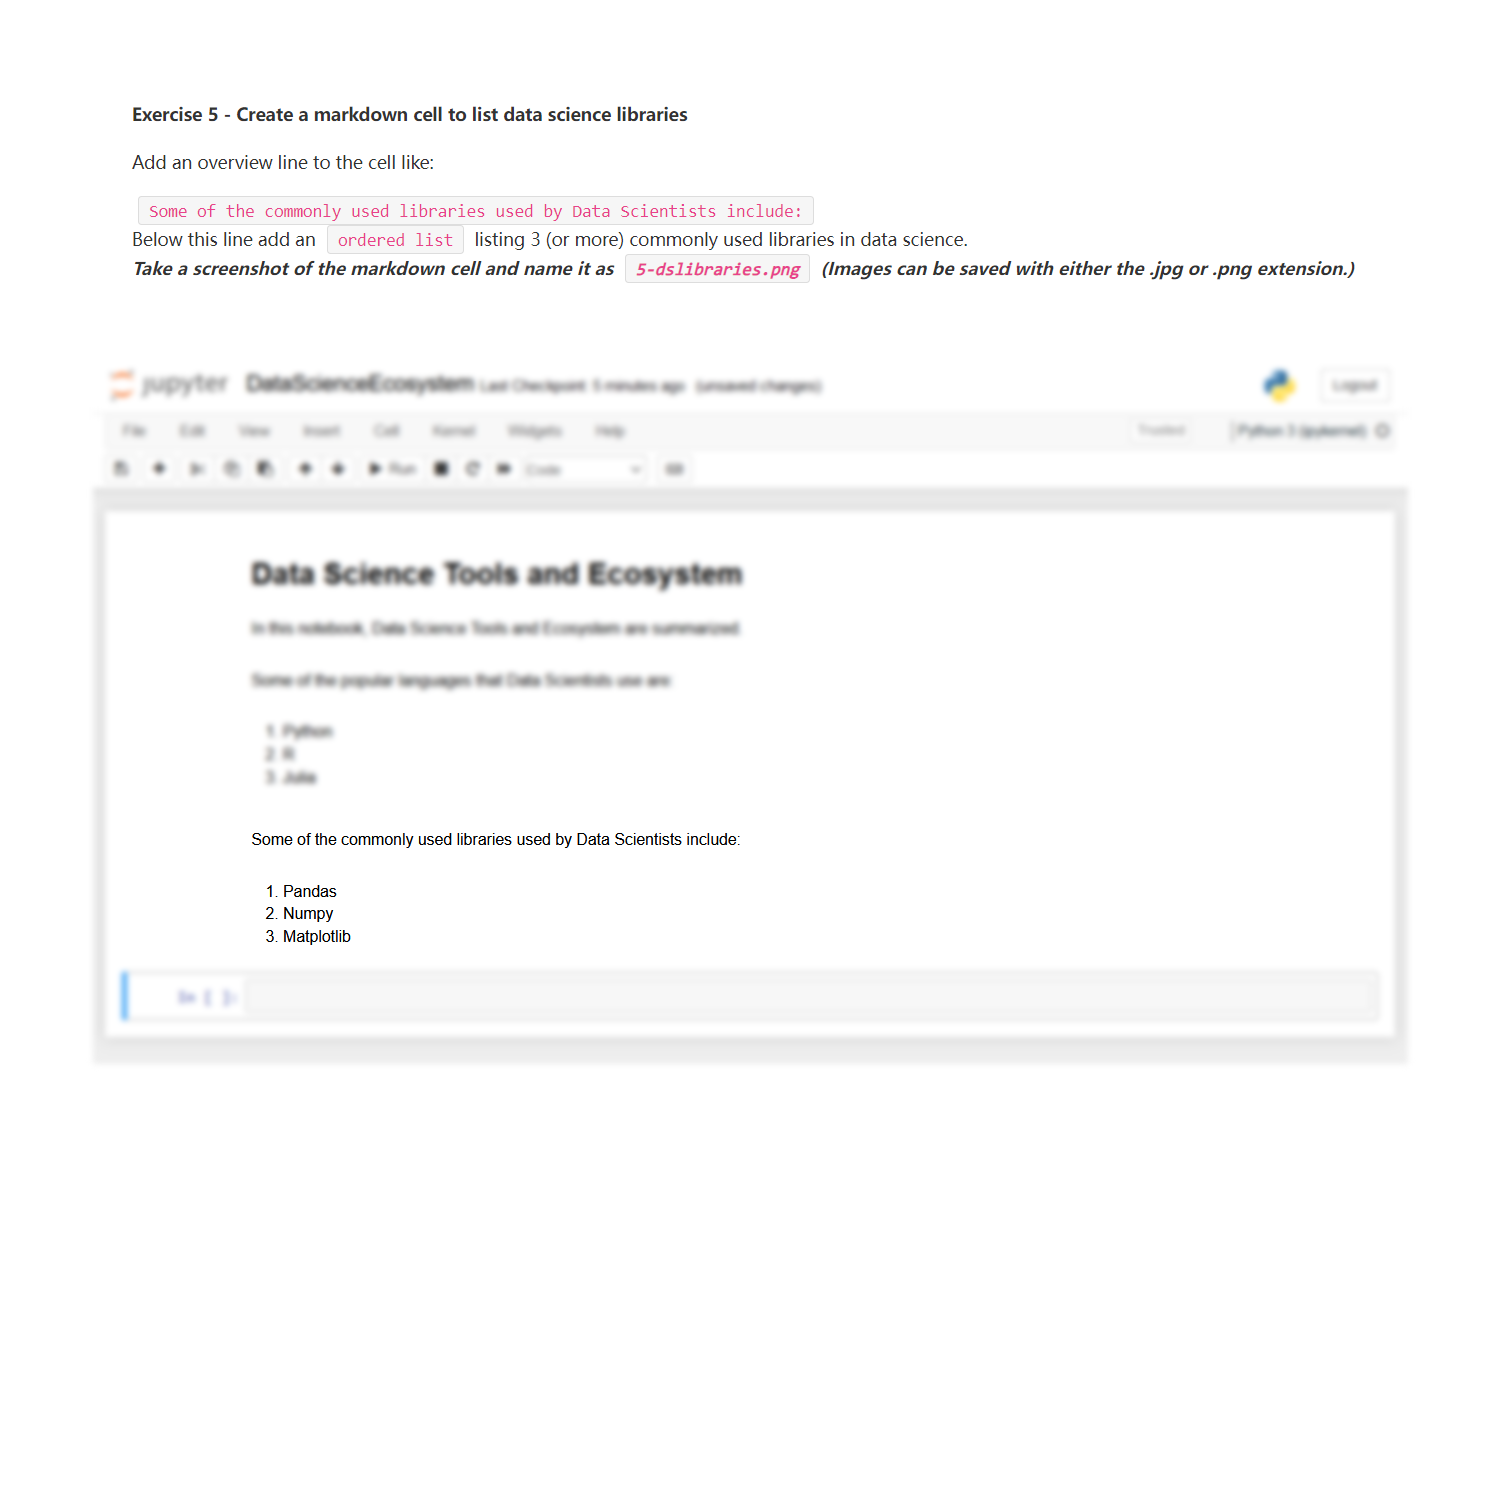 Exercise 5 - Create a markdown cell to list data science libraries
Add an overview line to the cell like:
Some of the commonly used libraries used by Data Scientists include:
Below this line add an ordered list listing 3 (or more) commonly used libraries in data science.
Take a screenshot of the markdown cell and name it as 5-dslibraries.png (Images can be saved with either the .jpg or .png extension.)
jupyter DataScienceEcosystem Last Checkpoint: 5 minutes ago (unsaved changes) Logout
File Edit View Insert Cell Kernel Widgets Help Trusted Python 3 (ipykernel)
Run Code
Data Science Tools and Ecosystem
In this notebook, Data Science Tools and Ecosystem are summarized.
Some of the popular languages that Data Scientists use are:
1. Python
2. R
3. Julia
Some of the commonly used libraries used by Data Scientists include:
1. Pandas
2. Numpy
3. Matplotlib
In [ ]: